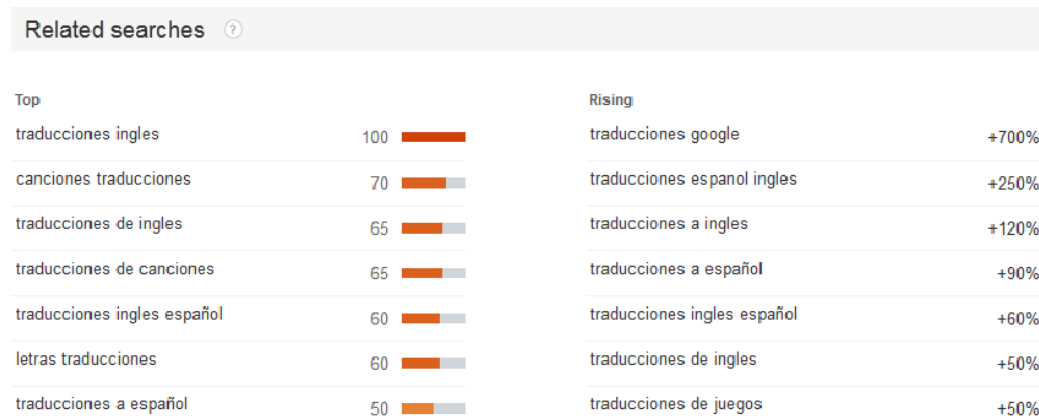 Related searches ?
Top
traducciones ingles 100
canciones traducciones 70
traducciones de ingles 65
traducciones de canciones 65
traducciones ingles español 60
letras traducciones 60
traducciones a español 50
Rising
traducciones google +700%
traducciones espanol ingles +250%
traducciones a ingles +120%
traducciones a español +90%
traducciones ingles español +60%
traducciones de ingles +50%
traducciones de juegos +50%